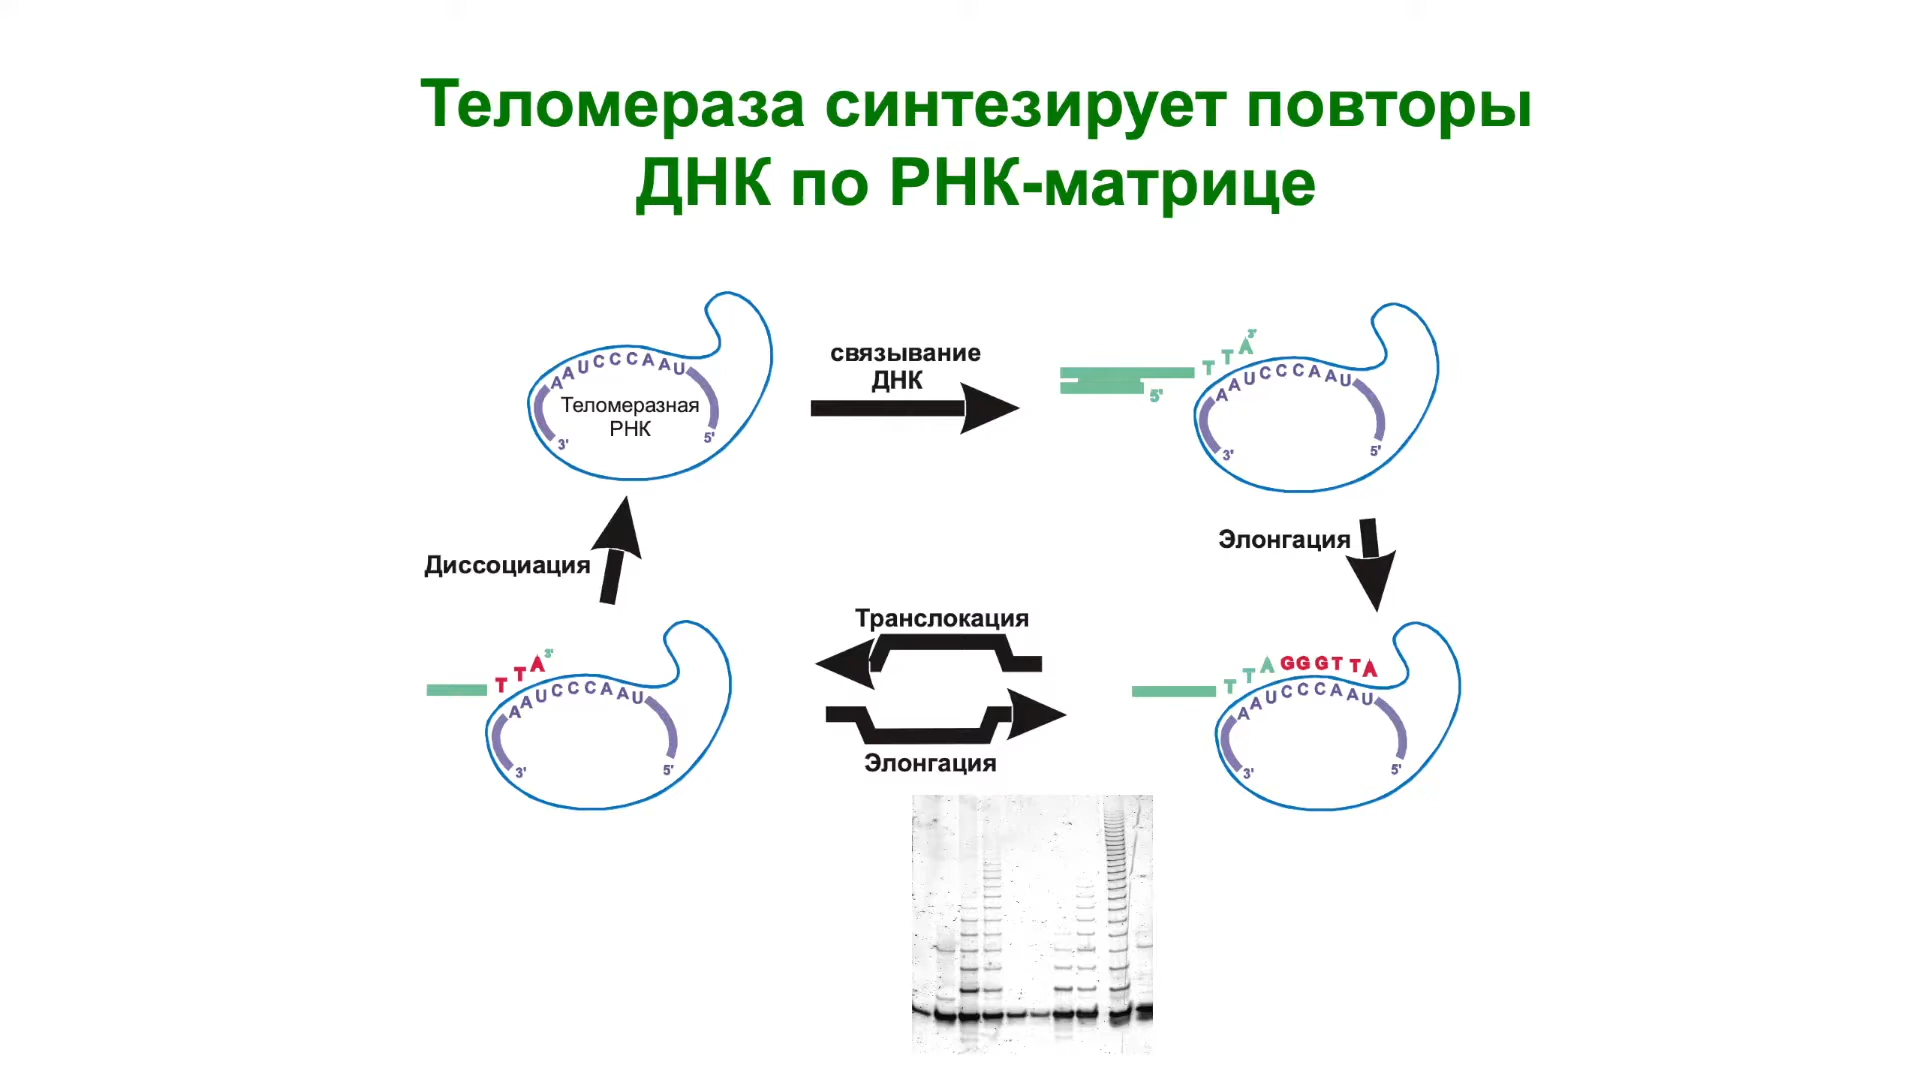 Теломераза синтезирует повторы
ДНК по РНК-матрице
AAUCCCAAU
Теломеразная
РНК
3'
5'
связывание
ДНК
TTA 3'
5'
AAUCCCAAU
3'
5'
Элонгация
Диссоциация
Транслокация
Элонгация
TTA 3'
AAUCCCAAU
3'
5'
TTAGGGTTA
AAUCCCAAU
3'
5'